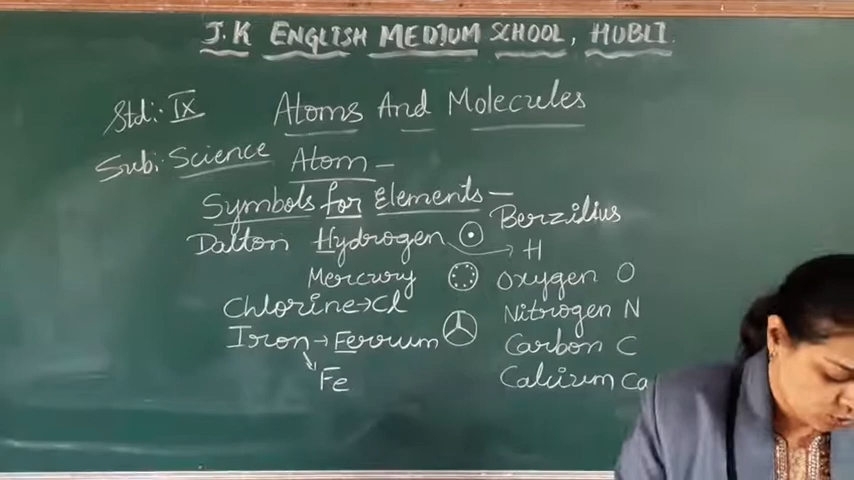 J.K ENGLISH MEDIUM SCHOOL, HUBLI.
Std: IX Atoms And Molecules
Sub: Science
Atom –
Symbols for Elements –
Dalton Hydrogen → H Berzilius
Mercury Oxygen O
Chlorine → Cl Nitrogen N
Iron → Ferrum Carbon C
Fe Calcium Ca